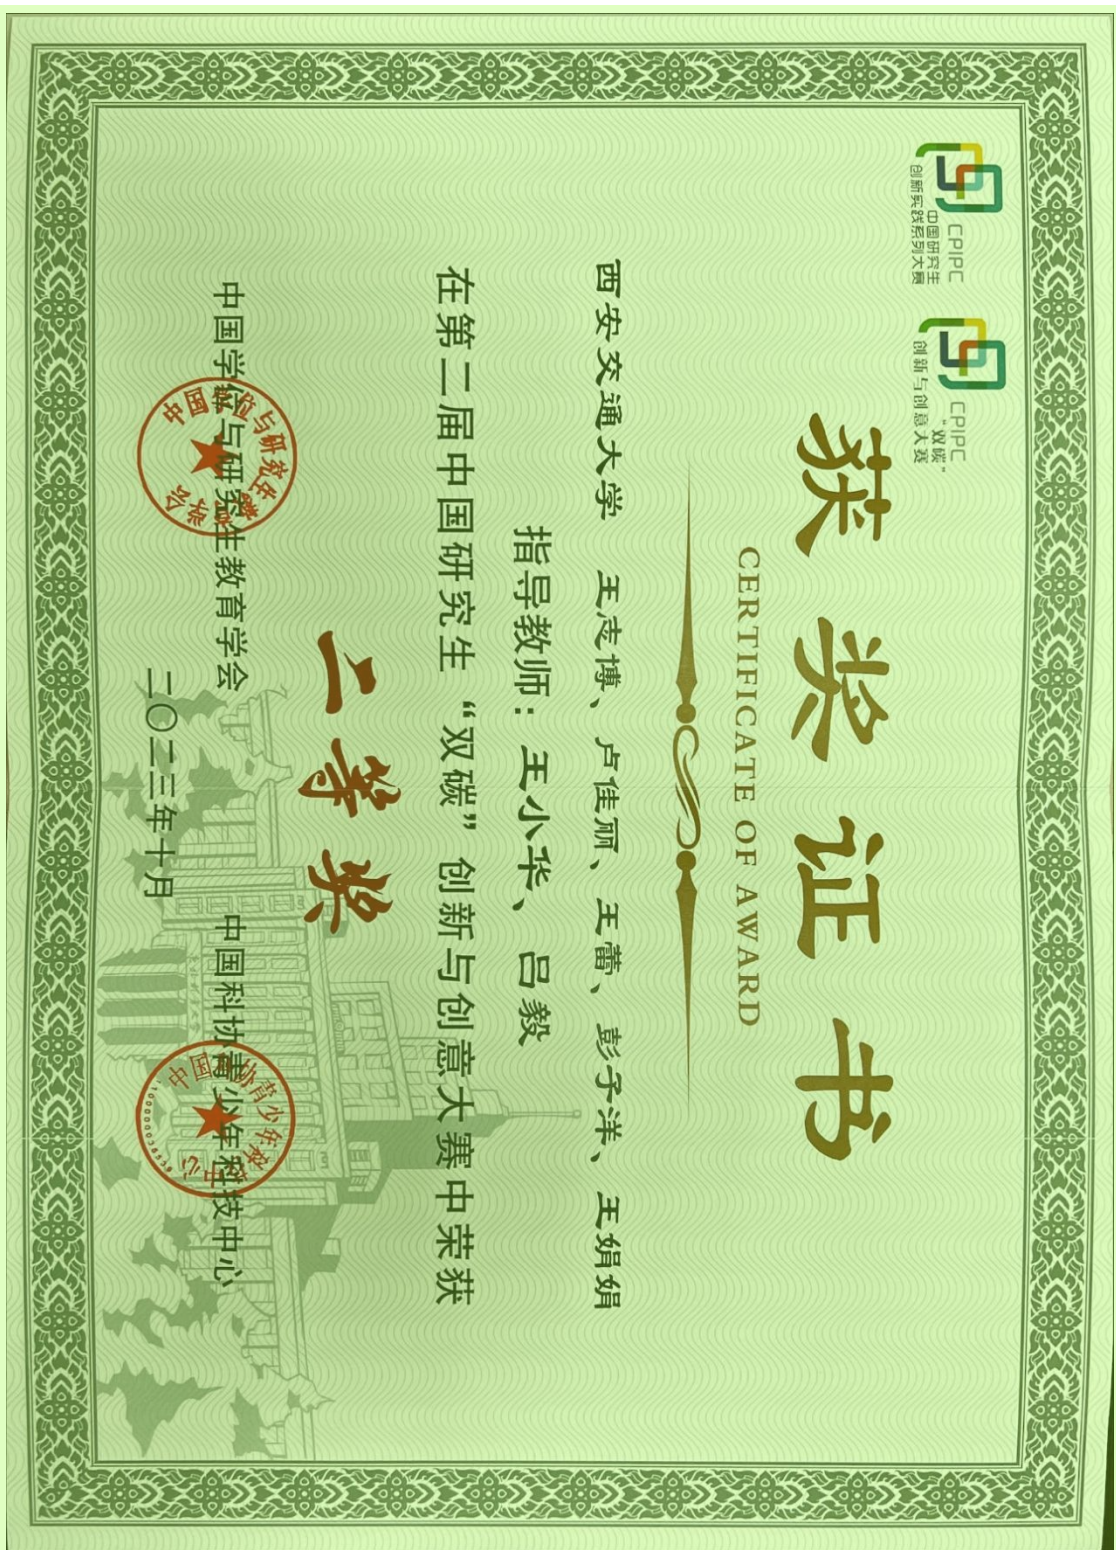 CPIPC
中国研究生
创新实践系列大赛
CPIPC
“双碳”
创新与创意大赛
获奖证书
CERTIFICATE OF AWARD
西安交通大学 王志博、卢佳丽、王蕾、彭子洋、王娟娟
指导教师：王小华、吕毅
在第二届中国研究生“双碳”创新与创意大赛中荣获
二等奖
中国学位与研究生教育学会 中国科协青少年科技中心
二〇二三年十月